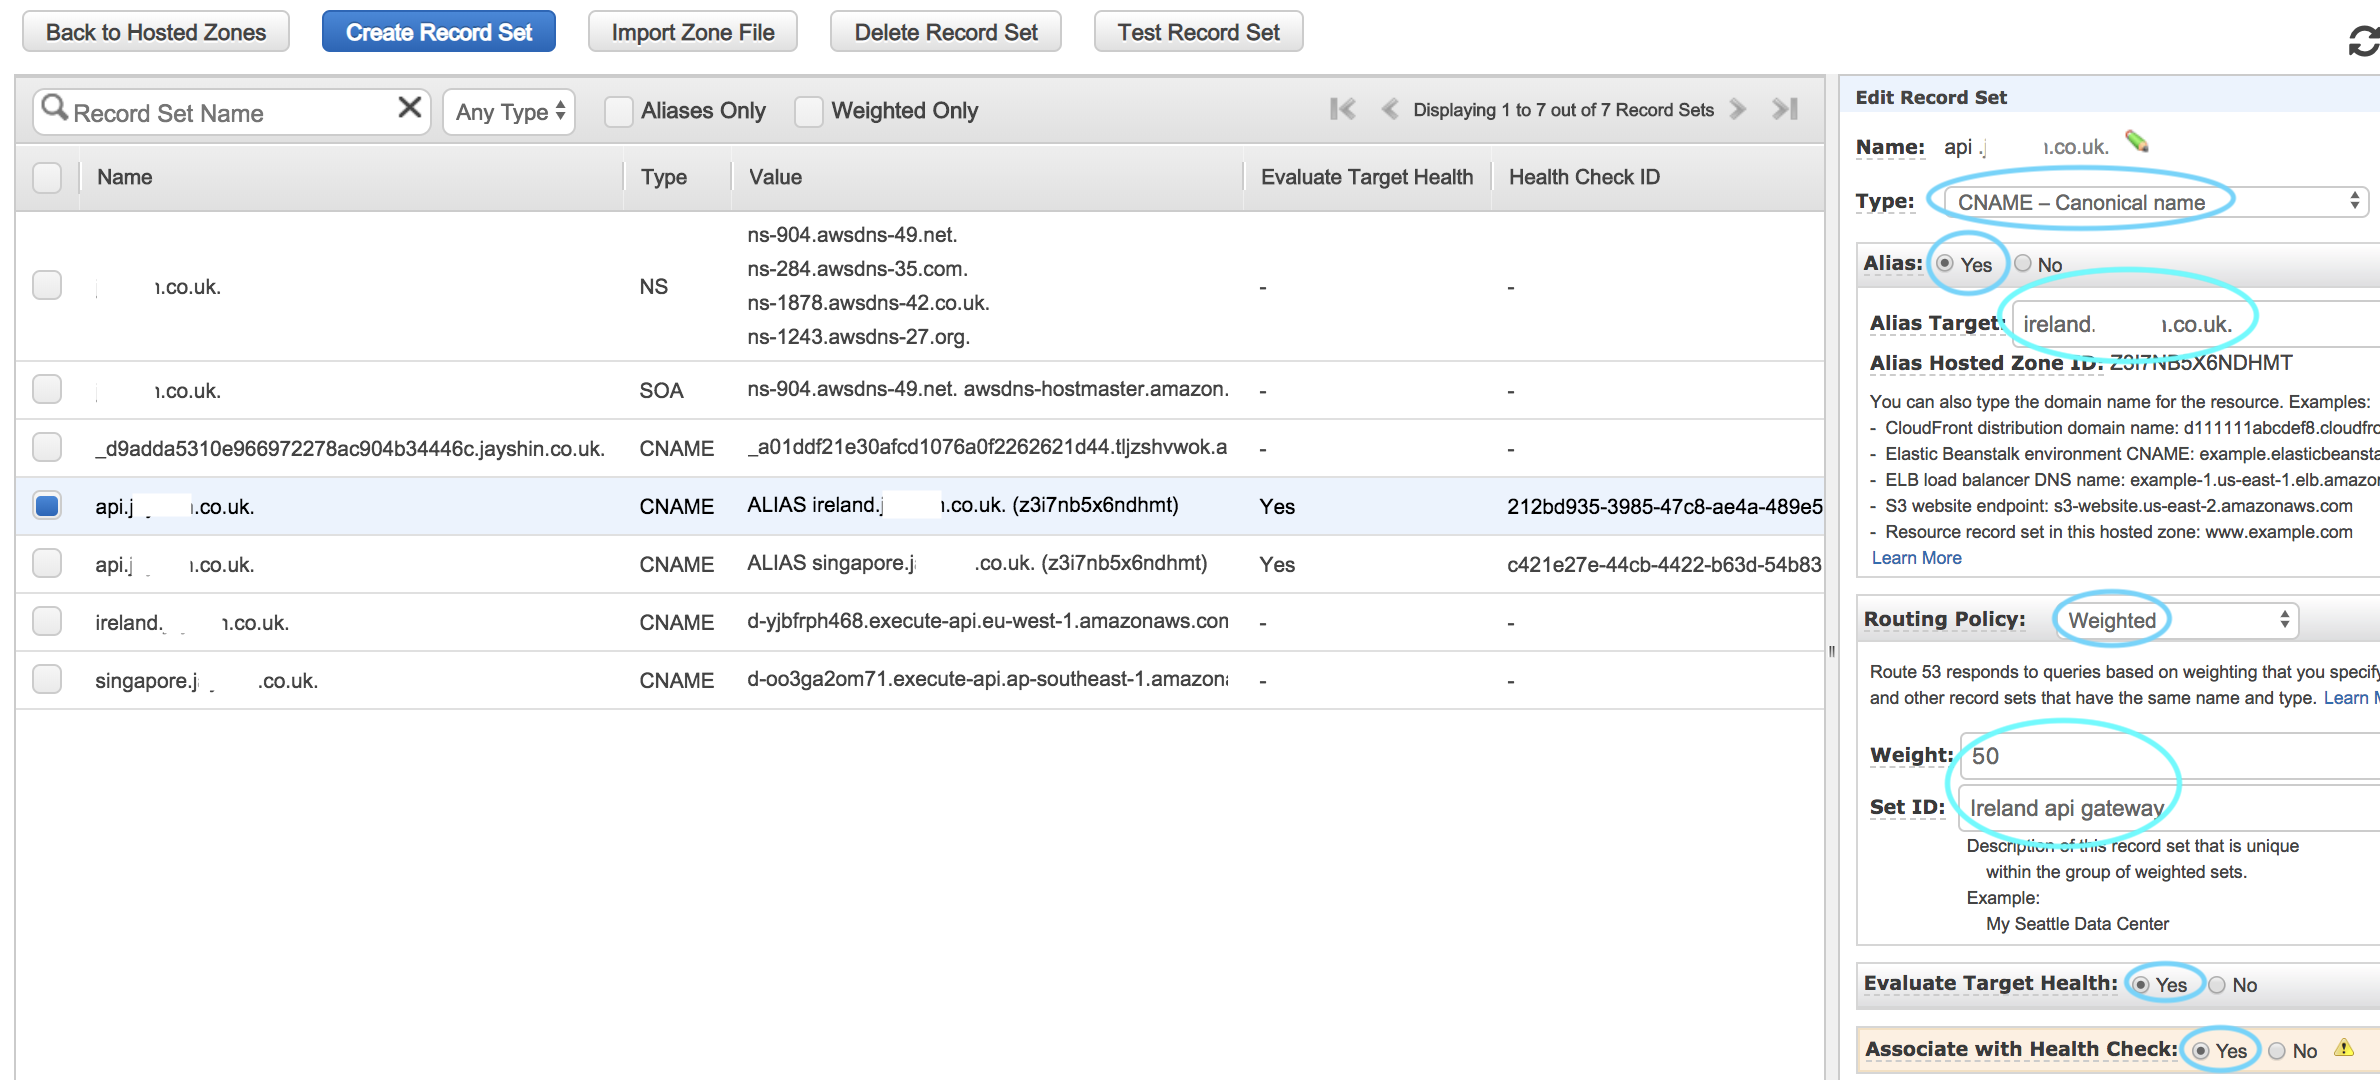 Back to Hosted Zones Create Record Set Import Zone File Delete Record Set Test Record Set
Record Set Name Any Type Aliases Only Weighted Only Displaying 1 to 7 out of 7 Record Sets
Name Type Value Evaluate Target Health Health Check ID
.co.uk. NS ns-904.awsdns-49.net.
ns-284.awsdns-35.com.
ns-1878.awsdns-42.co.uk.
ns-1243.awsdns-27.org. - -
.co.uk. SOA ns-904.awsdns-49.net. awsdns-hostmaster.amazon. - -
_d9adda5310e966972278ac904b34446c.jayshin.co.uk. CNAME _a01ddf21e30afcd1076a0f2262621d44.tljzshvwok.a - -
api.j .co.uk. CNAME ALIAS ireland.j .co.uk. (z3i7nb5x6ndhmt) Yes 212bd935-3985-47c8-ae4a-489e5
api.j .co.uk. CNAME ALIAS singapore.j .co.uk. (z3i7nb5x6ndhmt) Yes c421e27e-44cb-4422-b63d-54b83
ireland. .co.uk. CNAME d-yjbfrph468.execute-api.eu-west-1.amazonaws.con - -
singapore.j .co.uk. CNAME d-oo3ga2om71.execute-api.ap-southeast-1.amazon - -
Edit Record Set
Name: api .j .co.uk.
Type: CNAME – Canonical name
Alias: Yes No
Alias Target: ireland. .co.uk.
Alias Hosted Zone ID: Z3I7NB5X6NDHMT
You can also type the domain name for the resource. Examples:
- CloudFront distribution domain name: d111111abcdef8.cloudfro
- Elastic Beanstalk environment CNAME: example.elasticbeansta
- ELB load balancer DNS name: example-1.us-east-1.elb.amazon
- S3 website endpoint: s3-website.us-east-2.amazonaws.com
- Resource record set in this hosted zone: www.example.com
Learn More
Routing Policy: Weighted
Route 53 responds to queries based on weighting that you specify
and other record sets that have the same name and type. Learn M
Weight: 50
Set ID: Ireland api gateway
Description of this record set that is unique
within the group of weighted sets.
Example:
My Seattle Data Center
Evaluate Target Health: Yes No
Associate with Health Check: Yes No